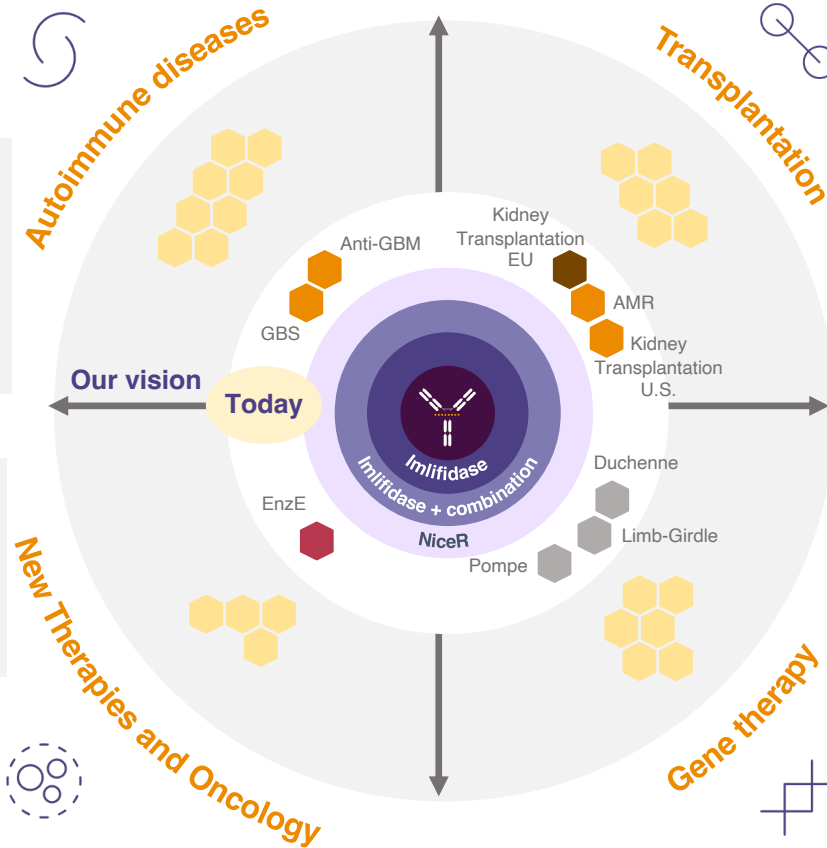 Autoimmune diseases
Transplantation
Kidney
Transplantation
EU
Anti-GBM
AMR
GBS
Kidney
Transplantation
U.S.
Our vision
Today
Imlifidase
Imlifidase + combination
NiceR
Duchenne
EnzE
Limb-Girdle
Pompe
New Therapies and Oncology
Gene therapy